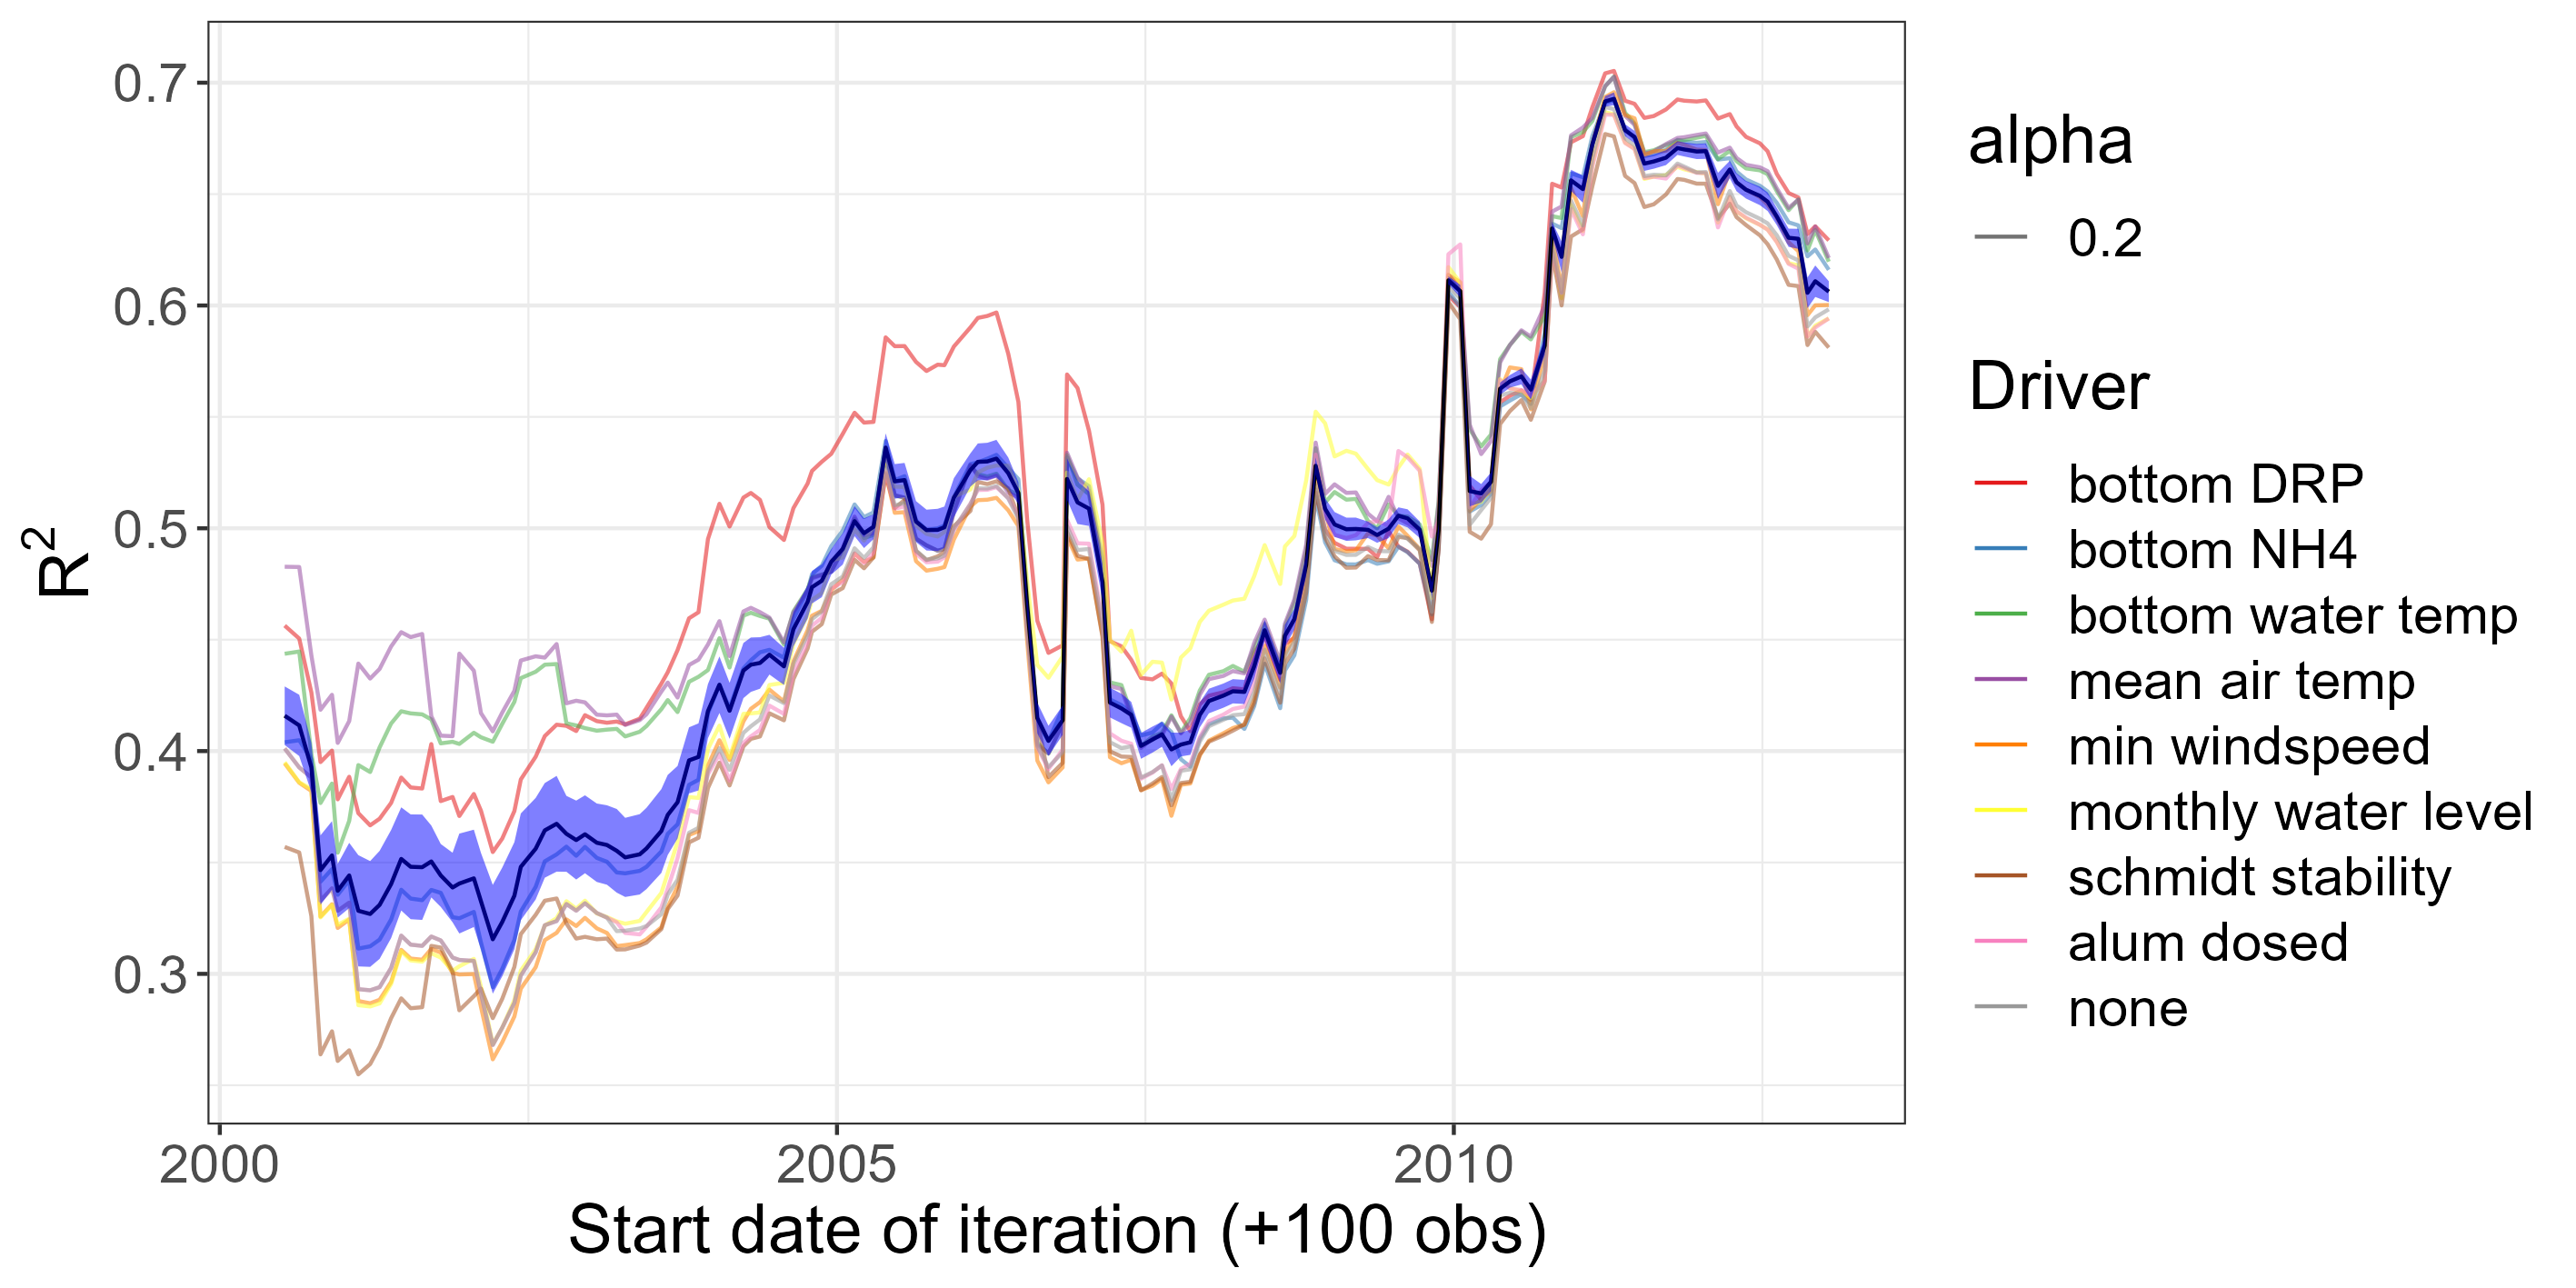 0.7
0.6
0.5
0.4
0.3
R²
2000
2005
2010
Start date of iteration (+100 obs)
alpha
0.2
Driver
bottom DRP
bottom NH4
bottom water temp
mean air temp
min windspeed
monthly water level
schmidt stability
alum dosed
none